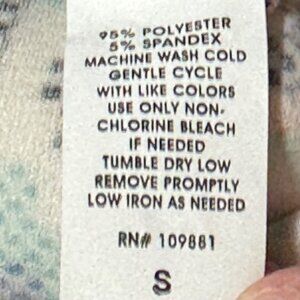 95% POLYESTER
5% SPANDEX
MACHINE WASH COLD
GENTLE CYCLE
WITH LIKE COLORS
USE ONLY NON-
CHLORINE BLEACH
IF NEEDED
TUMBLE DRY LOW
REMOVE PROMPTLY
LOW IRON AS NEEDED
RN# 109881
S